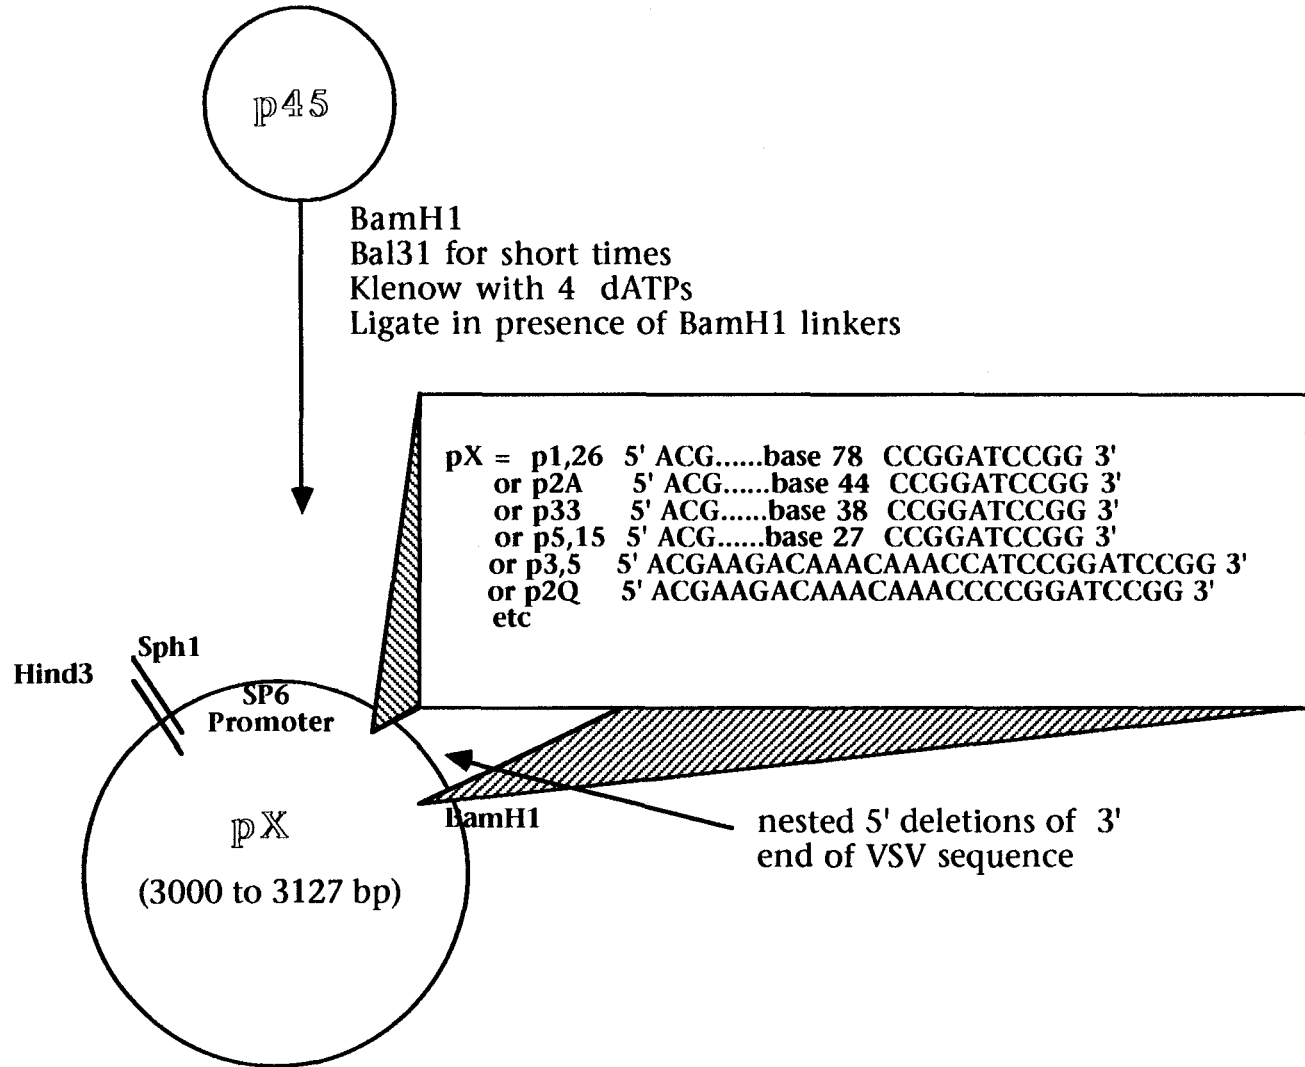 p45
BamH1
Bal31 for short times
Klenow with 4 dATPs
Ligate in presence of BamH1 linkers
pX = p1,26 5' ACG......base 78 CCGGATCCGG 3'
or p2A 5' ACG......base 44 CCGGATCCGG 3'
or p33 5' ACG......base 38 CCGGATCCGG 3'
or p5,15 5' ACG......base 27 CCGGATCCGG 3'
or p3,5 5' ACGAAGACAAACAAACCATCCGGATCCGG 3'
or p2Q 5' ACGAAGACAAACAAACCCCGGATCCGG 3'
etc
Sph1
Hind3
SP6
Promoter
BamH1
pX
(3000 to 3127 bp)
nested 5' deletions of 3'
end of VSV sequence